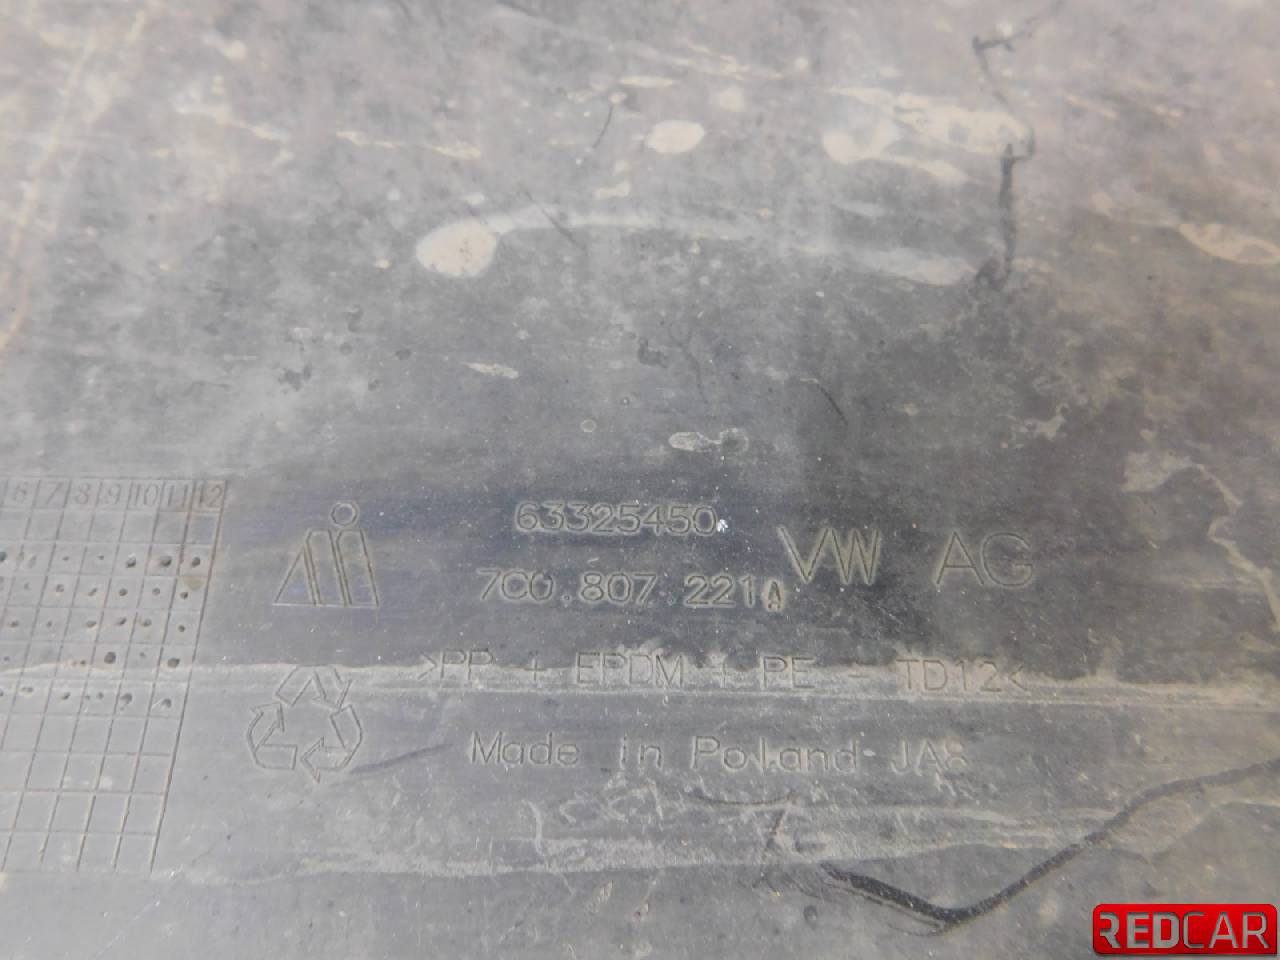 6 7 8 9 10 11 12
63325450
7C0.807.221A
VW AG
>PP + EPDM + PE - TD12<
Made in Poland JA8
REDCAR